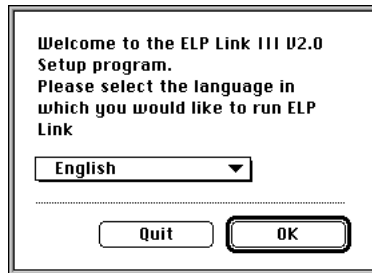 Welcome to the ELP Link III V2.0
Setup program.
Please select the language in
which you would like to run ELP
Link
English
Quit OK